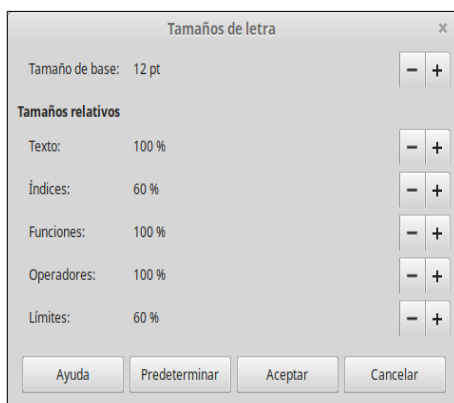 Tamaños de letra x
Tamaño de base: 12 pt − +
Tamaños relativos
Texto: 100 % − +
Índices: 60 % − +
Funciones: 100 % − +
Operadores: 100 % − +
Límites: 60 % − +
Ayuda Predeterminar Aceptar Cancelar